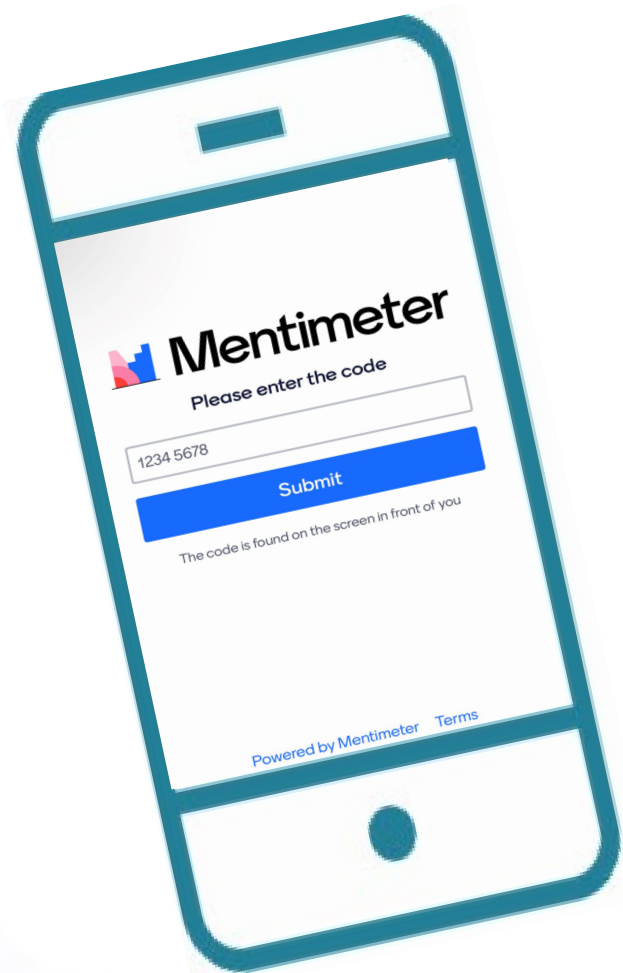 Mentimeter
Please enter the code
1234 5678
Submit
The code is found on the screen in front of you
Powered by Mentimeter Terms